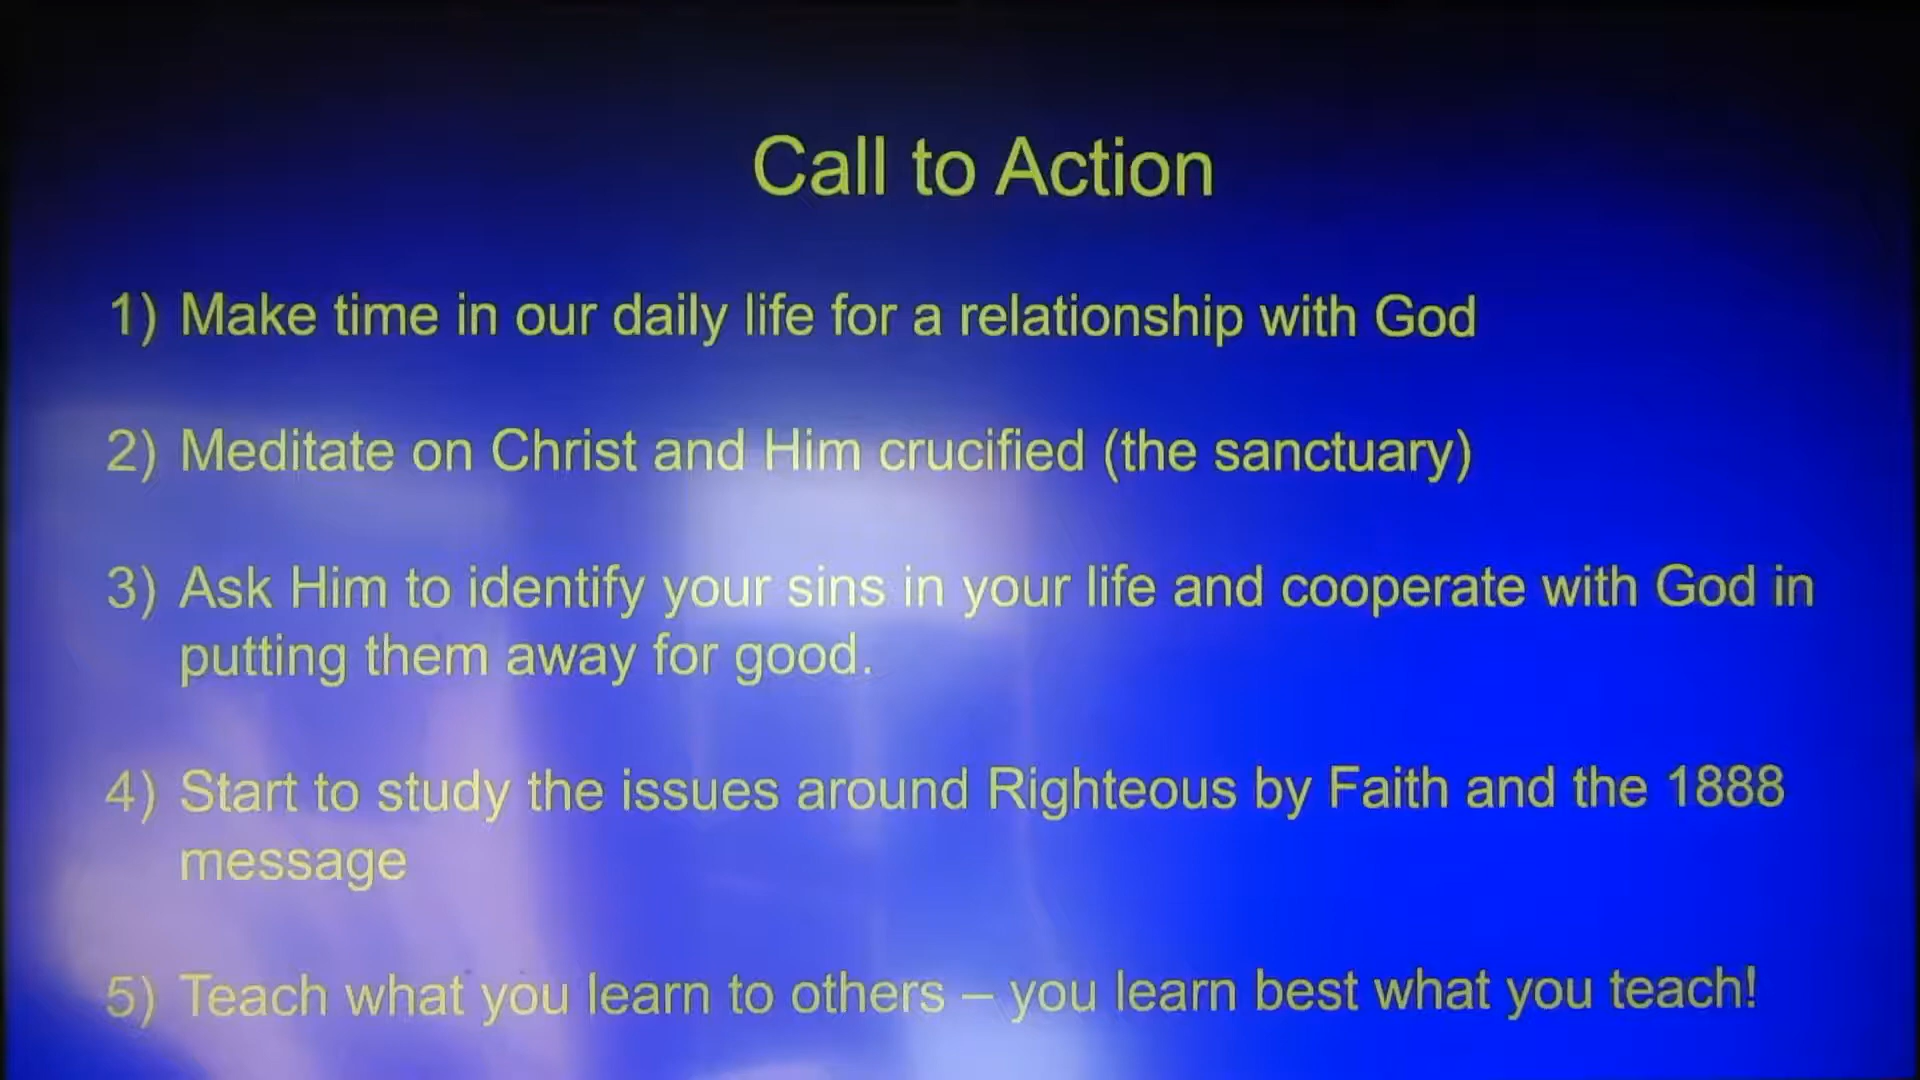 Call to Action
1) Make time in our daily life for a relationship with God
2) Meditate on Christ and Him crucified (the sanctuary)
3) Ask Him to identify your sins in your life and cooperate with God in
putting them away for good.
4) Start to study the issues around Righteous by Faith and the 1888
message
5) Teach what you learn to others – you learn best what you teach!